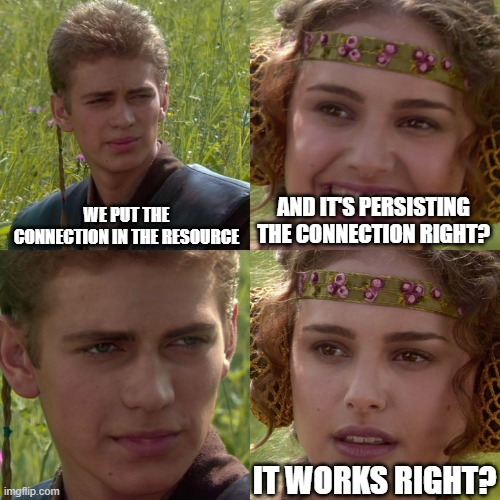 WE PUT THE
CONNECTION IN THE RESOURCE
AND IT'S PERSISTING
THE CONNECTION RIGHT?
IT WORKS RIGHT?
imgflip.com